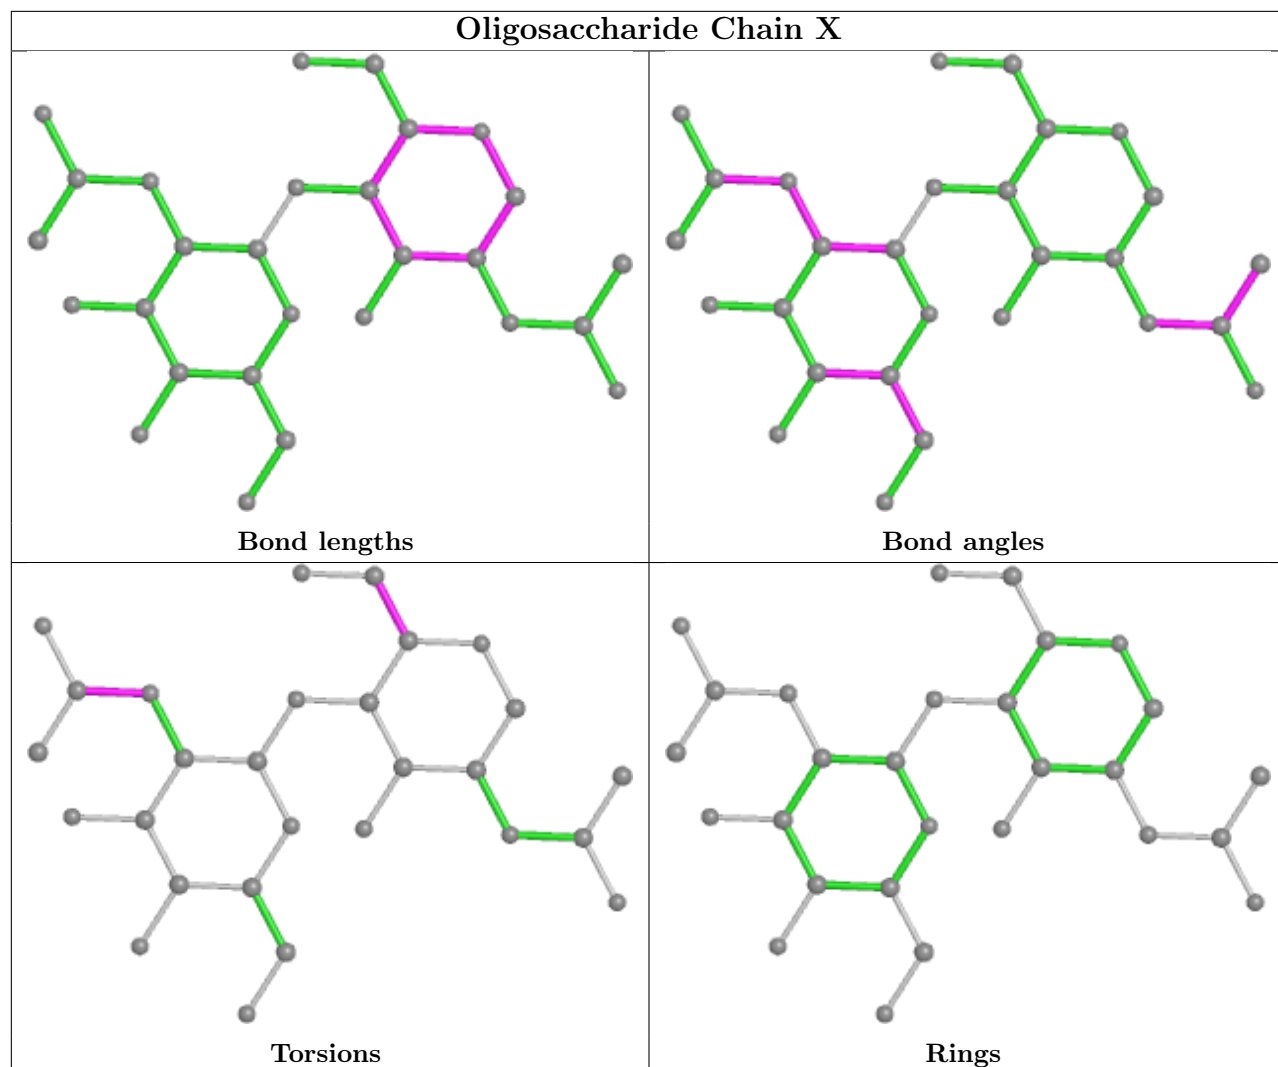 Oligosaccharide Chain X
Bond lengths
Bond angles
Torsions
Rings